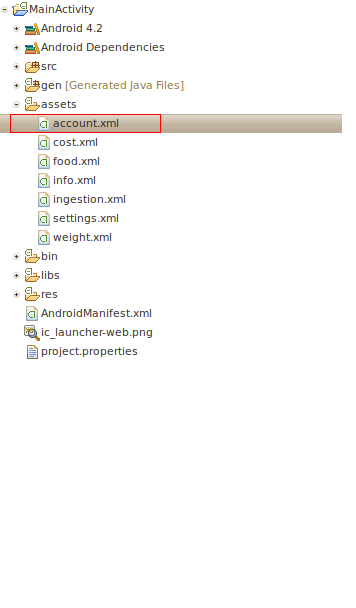 MainActivity
Android 4.2
Android Dependencies
src
gen [Generated Java Files]
assets
account.xml
cost.xml
food.xml
info.xml
ingestion.xml
settings.xml
weight.xml
bin
libs
res
AndroidManifest.xml
ic_launcher-web.png
project.properties